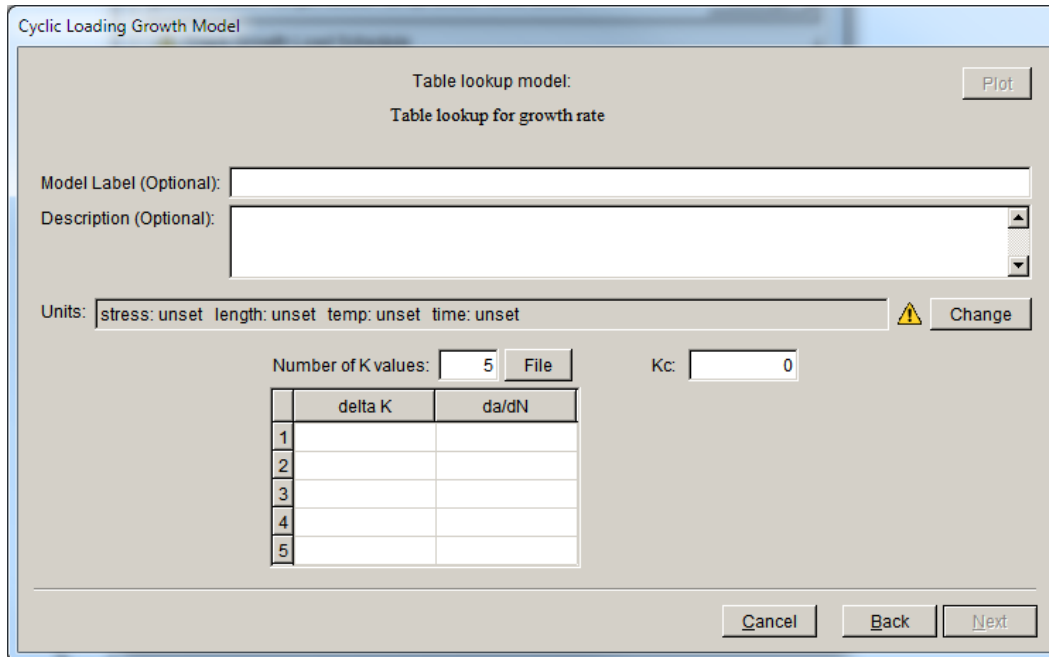 Cyclic Loading Growth Model
Table lookup model:
Plot
Table lookup for growth rate
Model Label (Optional):
Description (Optional):
Units: stress: unset length: unset temp: unset time: unset
Change
Number of K values: 5 File Kc: 0
delta K da/dN
1
2
3
4
5
Cancel Back Next